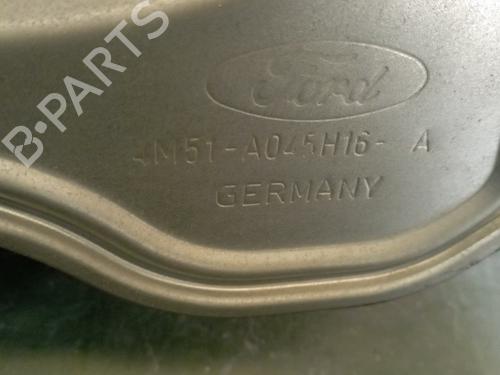 Ford
4M51-A045H16- A
GERMANY
B-PARTS